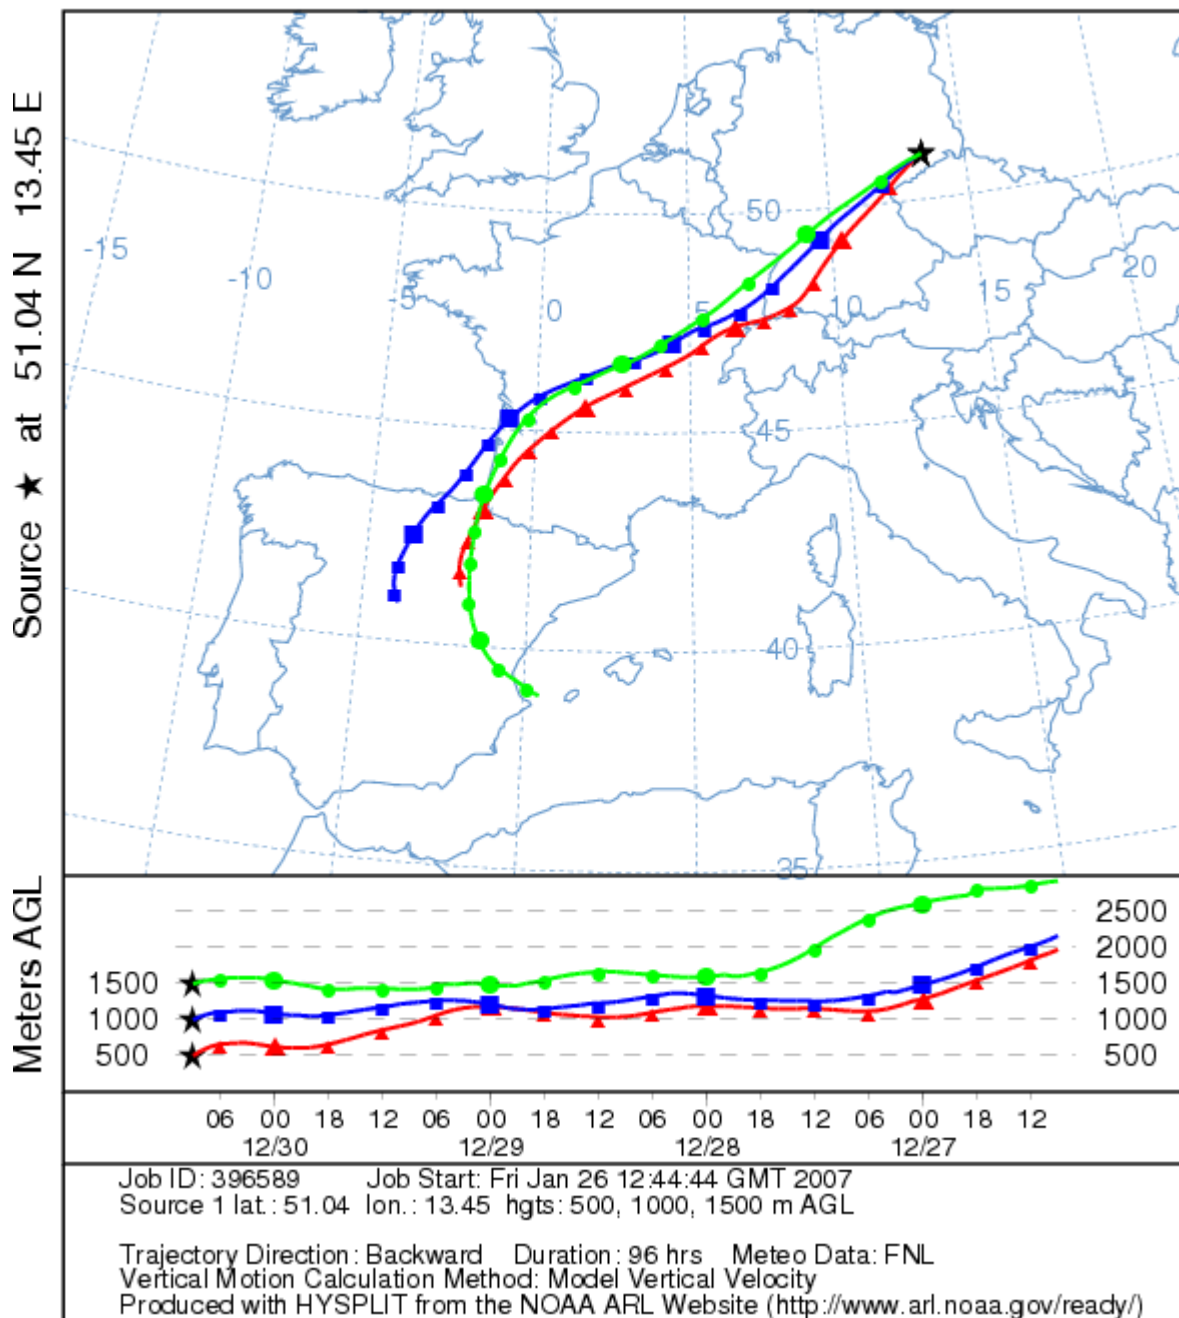 Source ★ at 51.04 N 13.45 E
-15
-10
-5
0
5
10
15
20
50
45
40
35
Meters AGL
2500
2000
1500 1500
1000 1000
500 500
06 00 18 12 06 00 18 12 06 00 18 12 06 00 18 12
12/30 12/29 12/28 12/27
Job ID: 396589 Job Start: Fri Jan 26 12:44:44 GMT 2007
Source 1 lat.: 51.04 lon.: 13.45 hgts: 500, 1000, 1500 m AGL
Trajectory Direction: Backward Duration: 96 hrs Meteo Data: FNL
Vertical Motion Calculation Method: Model Vertical Velocity
Produced with HYSPLIT from the NOAA ARL Website (http://www.arl.noaa.gov/ready/)